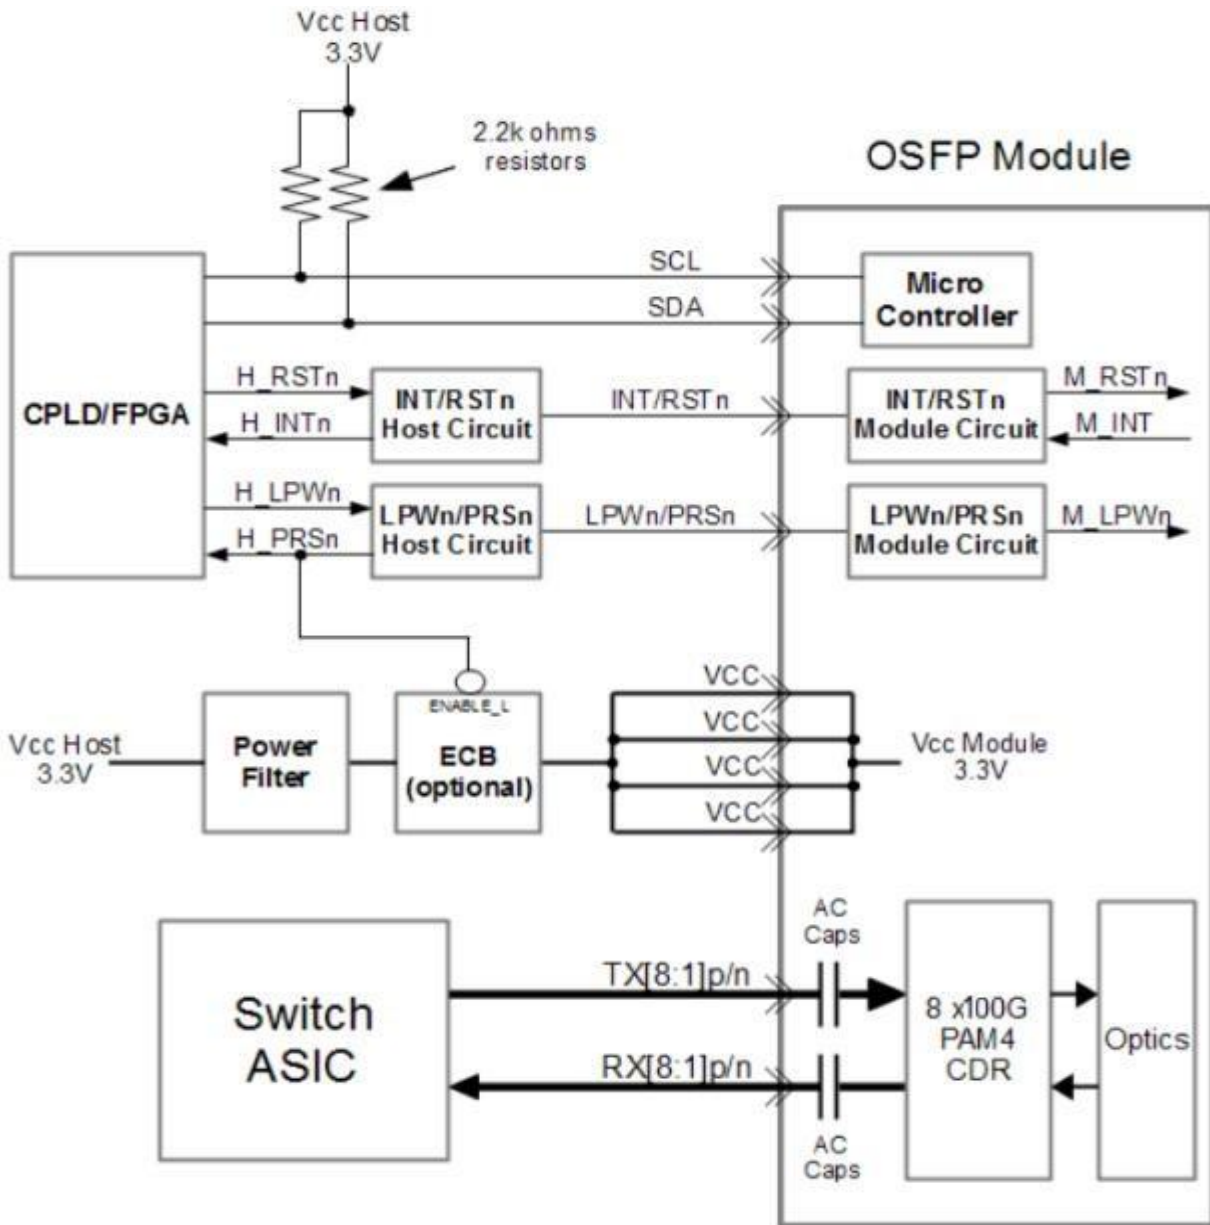 Vcc Host
3.3V
2.2k ohms
resistors
OSFP Module
SCL
SDA
Micro
Controller
CPLD/FPGA
H_RSTn
H_INTn
INT/RSTn
Host Circuit
INT/RSTn
INT/RSTn
Module Circuit
M_RSTn
M_INT
H_LPWn
H_PRSn
LPWn/PRSn
Host Circuit
LPWn/PRSn
LPWn/PRSn
Module Circuit
M_LPWn
Vcc Host
3.3V
Power
Filter
ENABLE_L
ECB
(optional)
VCC
VCC
VCC
VCC
Vcc Module
3.3V
Switch
ASIC
TX[8:1]p/n
RX[8:1]p/n
AC
Caps
AC
Caps
8 x100G
PAM4
CDR
Optics